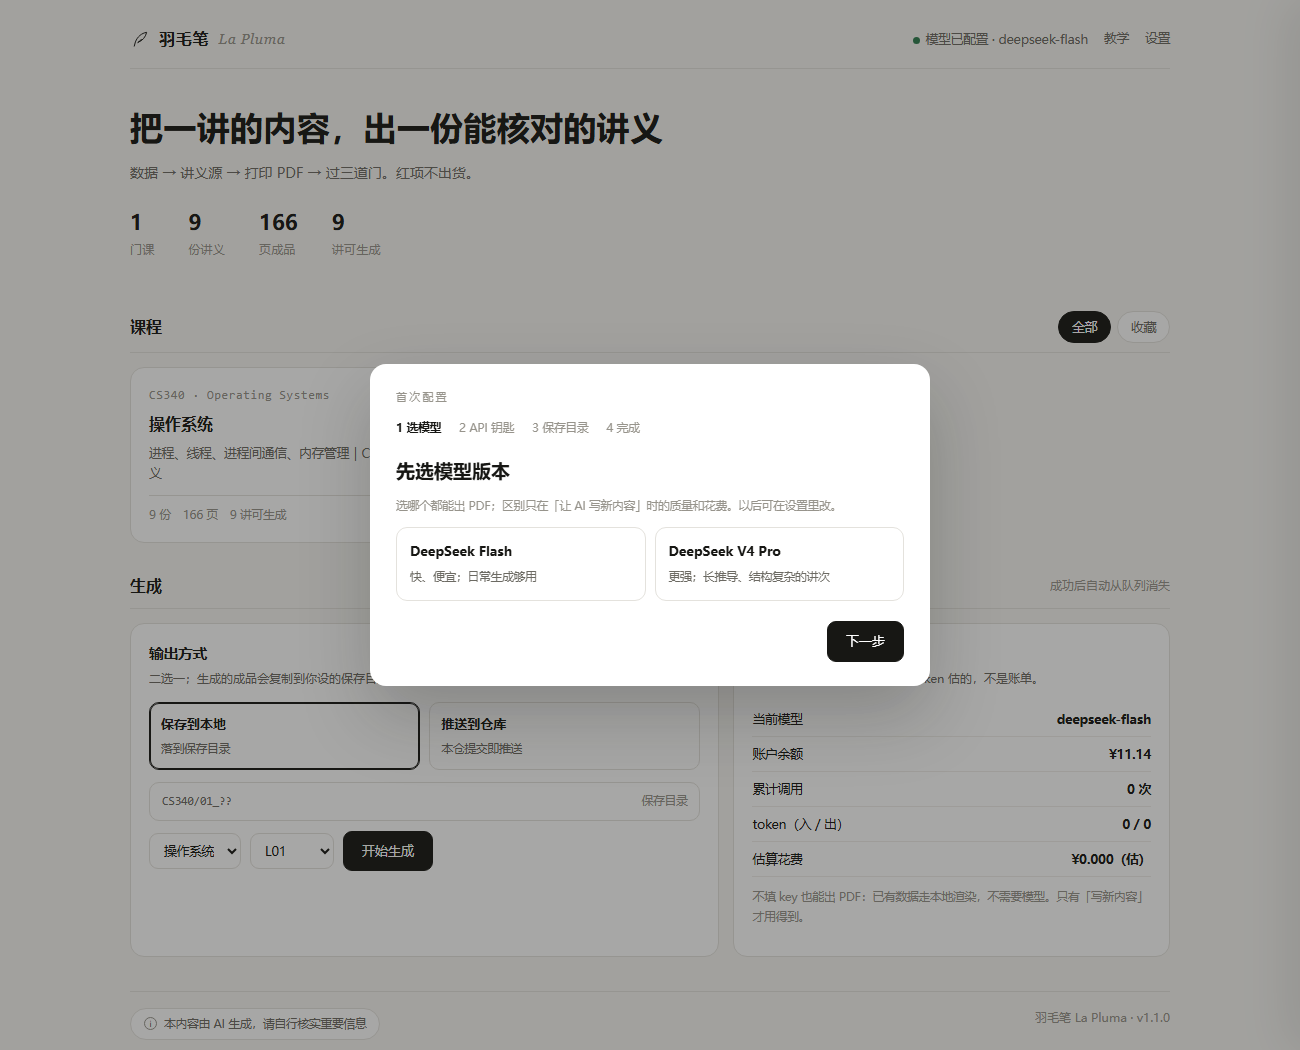 羽毛笔 La Pluma
模型已配置 · deepseek-flash 教学 设置
把一讲的内容，出一份能核对的讲义
数据 → 讲义源 → 打印 PDF → 过三道门。红项不出货。
1 9 166 9
门课 份讲义 页成品 讲可生成
课程
全部 收藏
CS340 · Operating Systems
操作系统
进程、线程、进程间通信、内存管理 | C
义
9 份 166 页 9 讲可生成
首次配置
1 选模型 2 API 钥匙 3 保存目录 4 完成
先选模型版本
选哪个都能出 PDF；区别只在「让 AI 写新内容」时的质量和花费。以后可在设置里改。
DeepSeek Flash
快、便宜；日常生成够用
DeepSeek V4 Pro
更强；长推导、结构复杂的讲次
下一步
生成
成功后自动从队列消失
输出方式
二选一；生成的成品会复制到你设的保存目
保存到本地
落到保存目录
推送到仓库
本仓提交即推送
CS340/01_?? 保存目录
操作系统 L01 开始生成
ken 估的，不是账单。
当前模型 deepseek-flash
账户余额 ¥11.14
累计调用 0 次
token（入 / 出） 0 / 0
估算花费 ¥0.000（估）
不填 key 也能出 PDF：已有数据走本地渲染，不需要模型。只有「写新内容」
才用得到。
本内容由 AI 生成，请自行核实重要信息
羽毛笔 La Pluma · v1.1.0